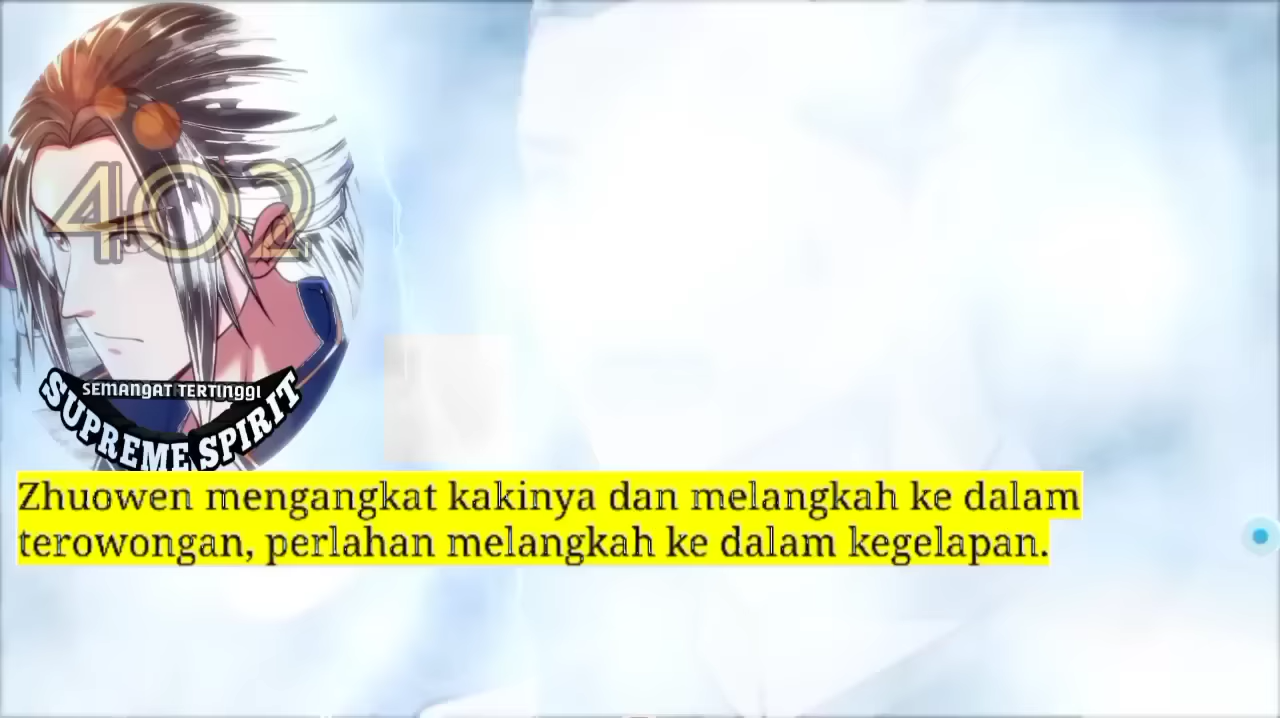 402
SEMANGAT TERTINGGI
SUPREME SPIRIT
Zhuowen mengangkat kakinya dan melangkah ke dalam
terowongan, perlahan melangkah ke dalam kegelapan.